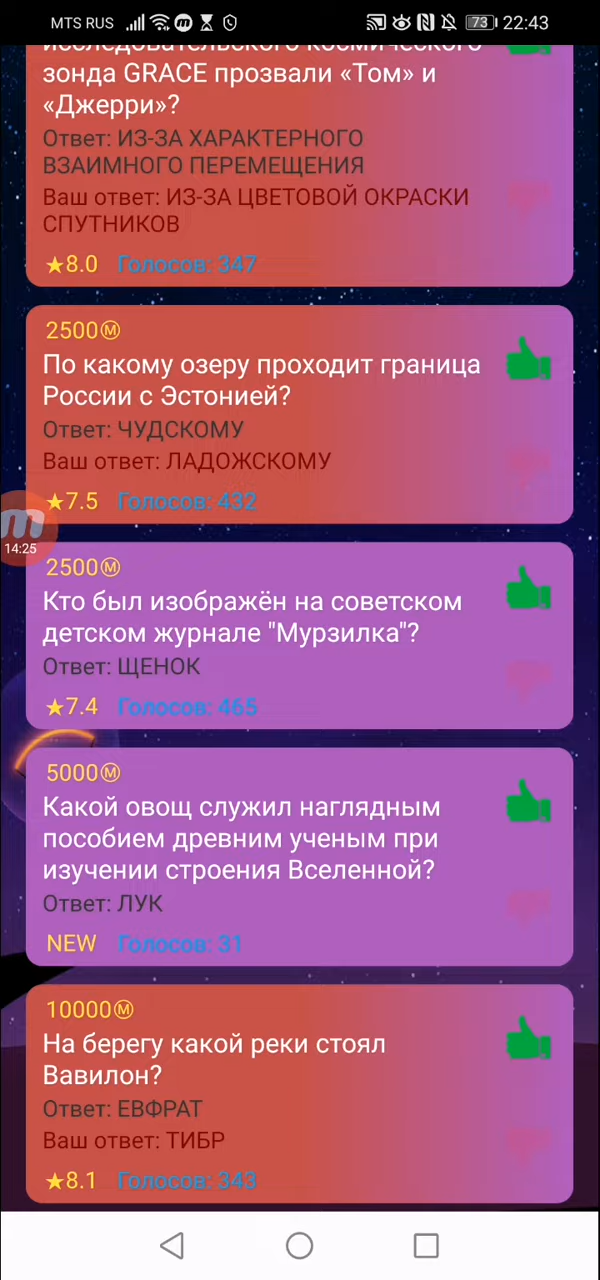 MTS RUS 73 22:43
исследовательского космического
зонда GRACE прозвали «Том» и
«Джерри»?
Ответ: ИЗ-ЗА ХАРАКТЕРНОГО
ВЗАИМНОГО ПЕРЕМЕЩЕНИЯ
Ваш ответ: ИЗ-ЗА ЦВЕТОВОЙ ОКРАСКИ
СПУТНИКОВ
★8.0 Голосов: 347
2500Ⓜ
По какому озеру проходит граница
России с Эстонией?
Ответ: ЧУДСКОМУ
Ваш ответ: ЛАДОЖСКОМУ
★7.5 Голосов: 432
14:25
2500Ⓜ
Кто был изображён на советском
детском журнале "Мурзилка"?
Ответ: ЩЕНОК
★7.4 Голосов: 465
5000Ⓜ
Какой овощ служил наглядным
пособием древним ученым при
изучении строения Вселенной?
Ответ: ЛУК
NEW Голосов: 31
10000Ⓜ
На берегу какой реки стоял
Вавилон?
Ответ: ЕВФРАТ
Ваш ответ: ТИБР
★8.1 Голосов: 343